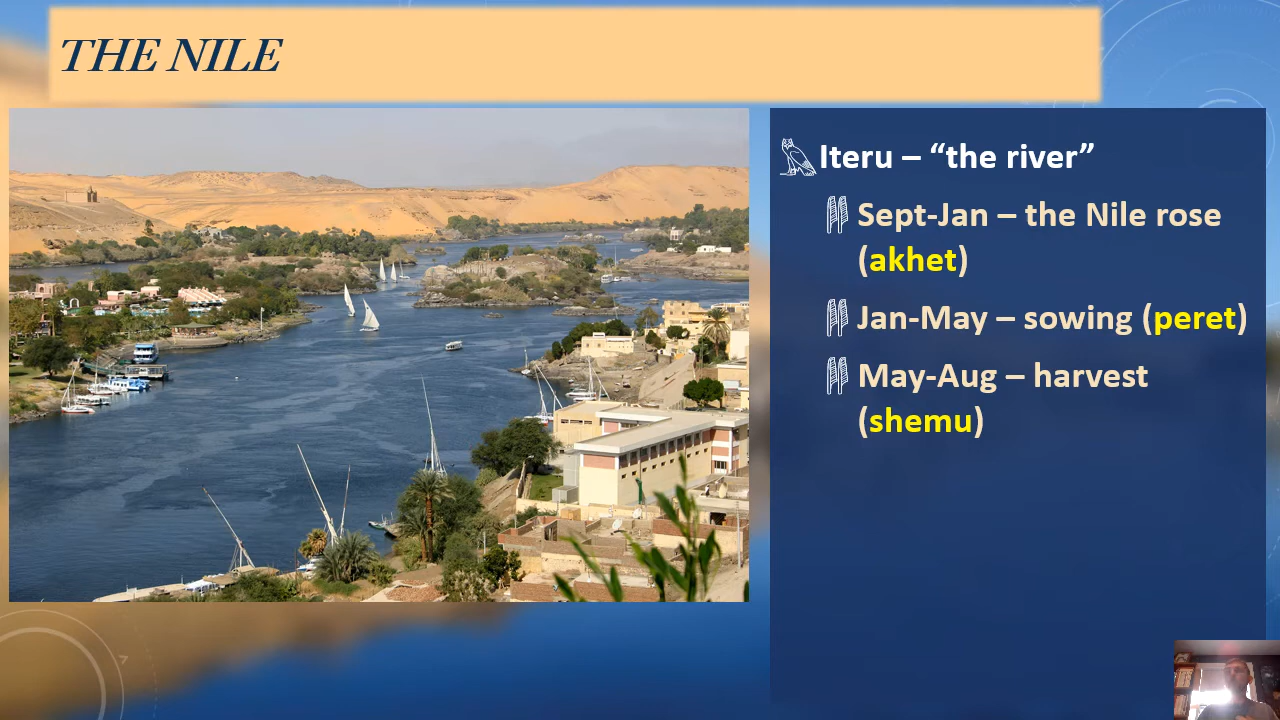 THE NILE
Iteru – “the river”
Sept-Jan – the Nile rose
(akhet)
Jan-May – sowing (peret)
May-Aug – harvest
(shemu)